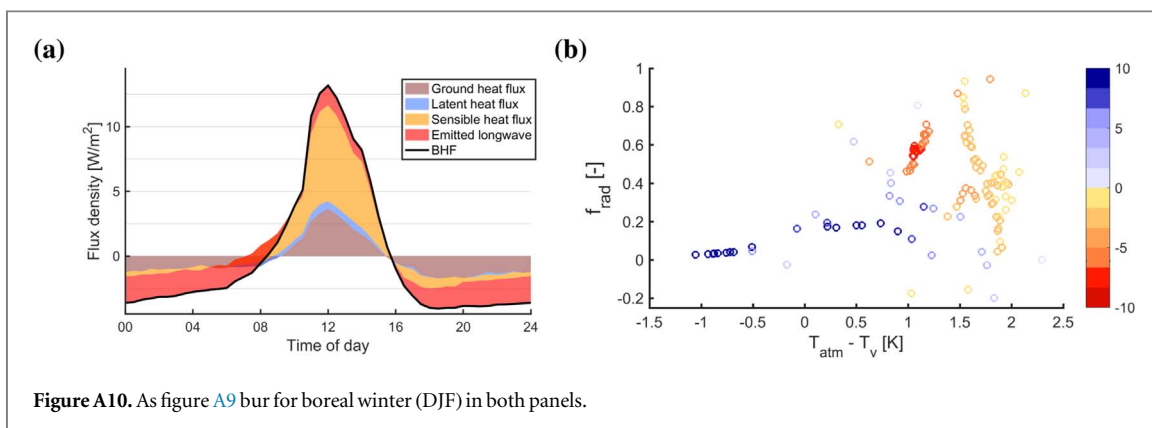 (a)
(b)
Flux density [W/m²]
10
5
0
00
04
08
12
16
20
24
Time of day
Ground heat flux
Latent heat flux
Sensible heat flux
Emitted longwave
BHF
f_rad [-]
1
0.8
0.6
0.4
0.2
0
-0.2
-1.5
-1
-0.5
0
0.5
1
1.5
2
2.5
T_atm - T_v [K]
10
5
0
-5
-10
Figure A10. As figure A9 bur for boreal winter (DJF) in both panels.